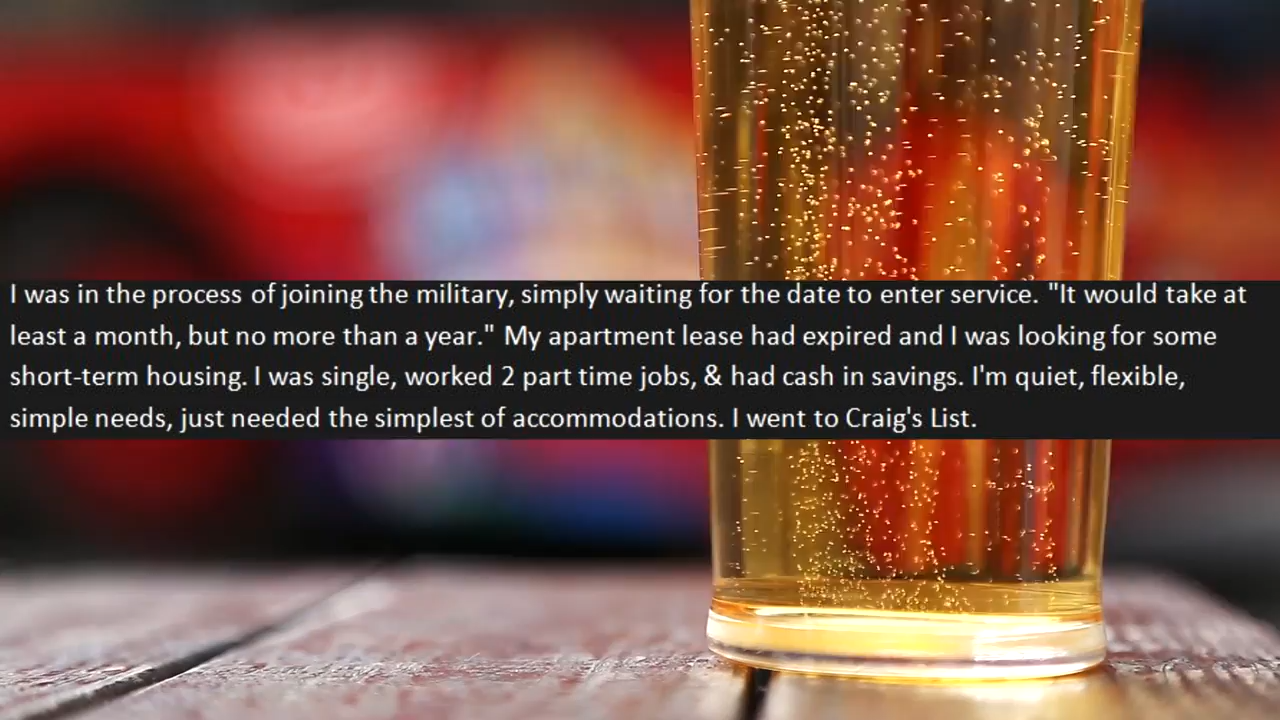 I was in the process of joining the military, simply waiting for the date to enter service. "It would take at
least a month, but no more than a year." My apartment lease had expired and I was looking for some
short-term housing. I was single, worked 2 part time jobs, & had cash in savings. I'm quiet, flexible,
simple needs, just needed the simplest of accommodations. I went to Craig's List.